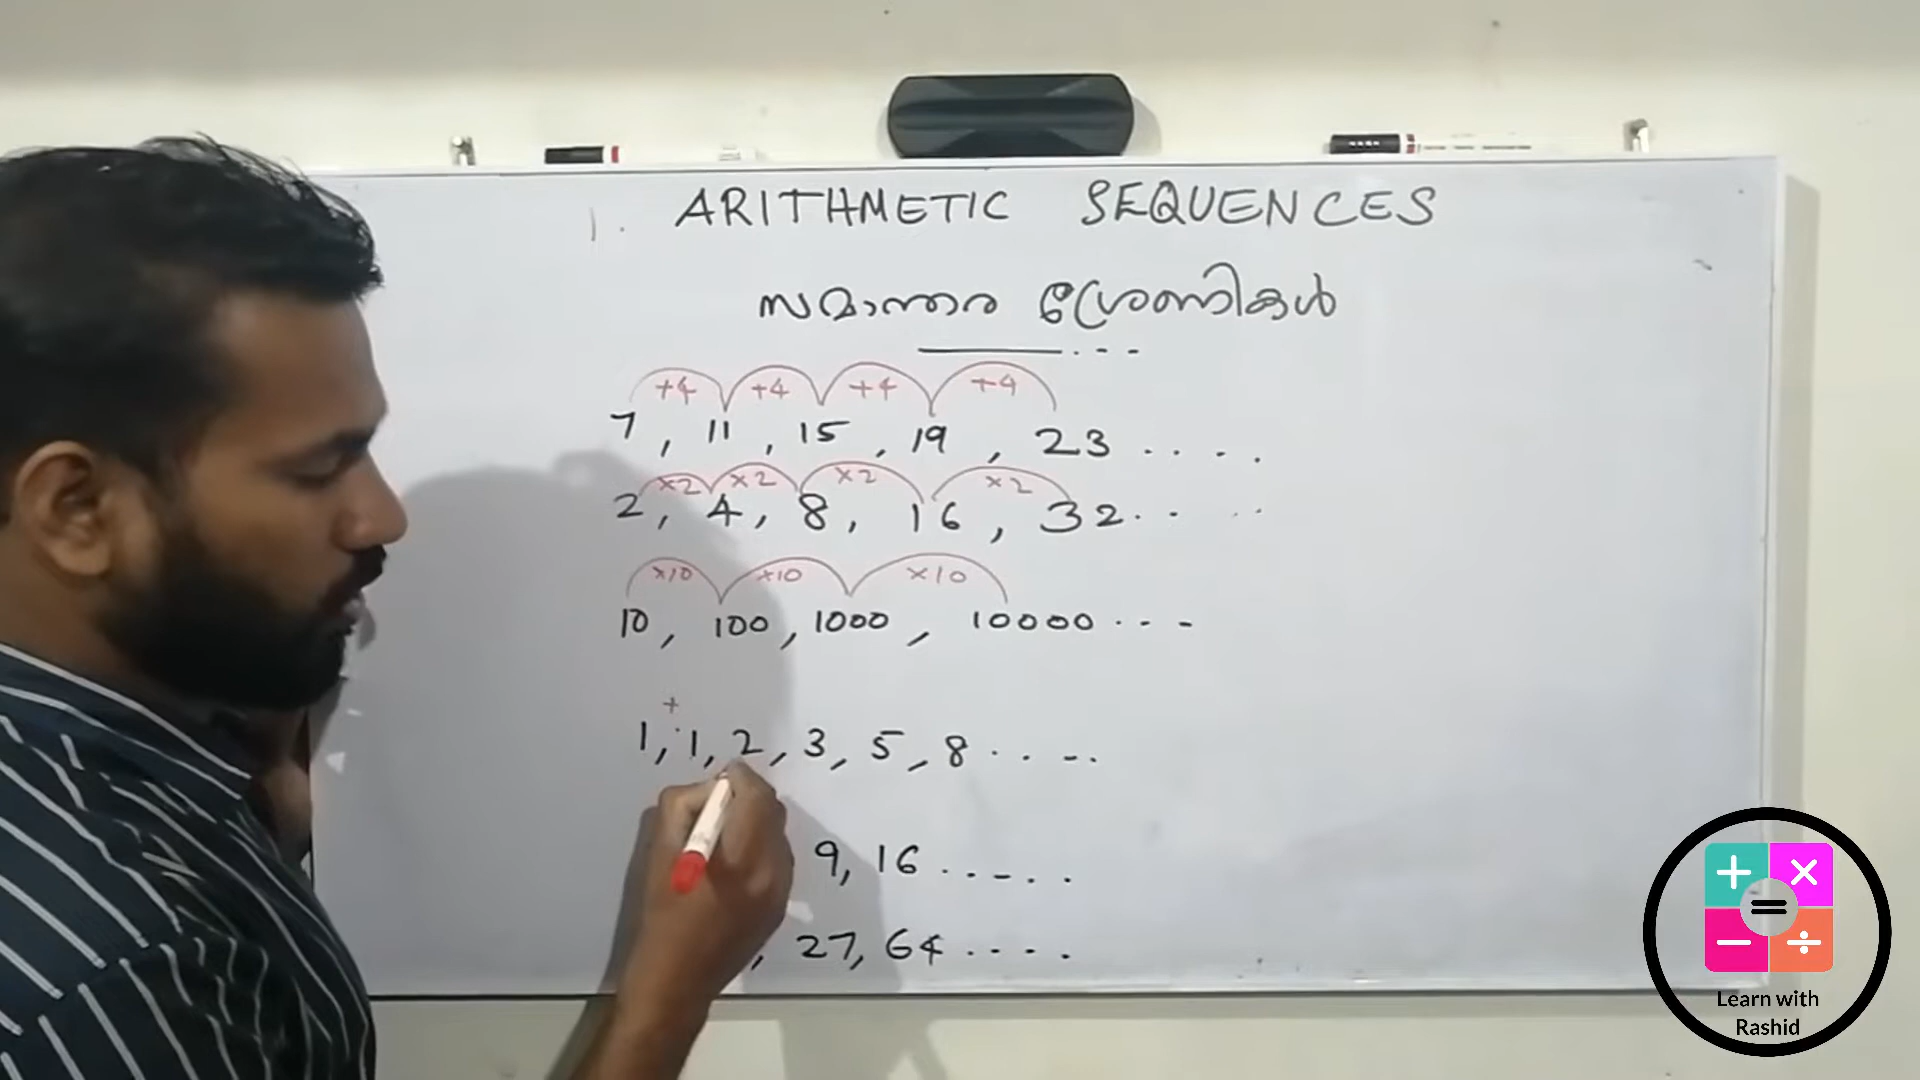 1. ARITHMETIC SEQUENCES
സമാന്തര ശ്രേണികൾ
+4 +4 +4 +4
7, 11, 15, 19, 23 ....
×2 ×2 ×2 ×2
2, 4, 8, 16, 32 ....
×10 ×10 ×10
10, 100, 1000, 10000 ...
+
1, 1, 2, 3, 5, 8 ....
9, 16 .....
, 27, 64 ....
+ ×
=
− ÷
Learn with
Rashid